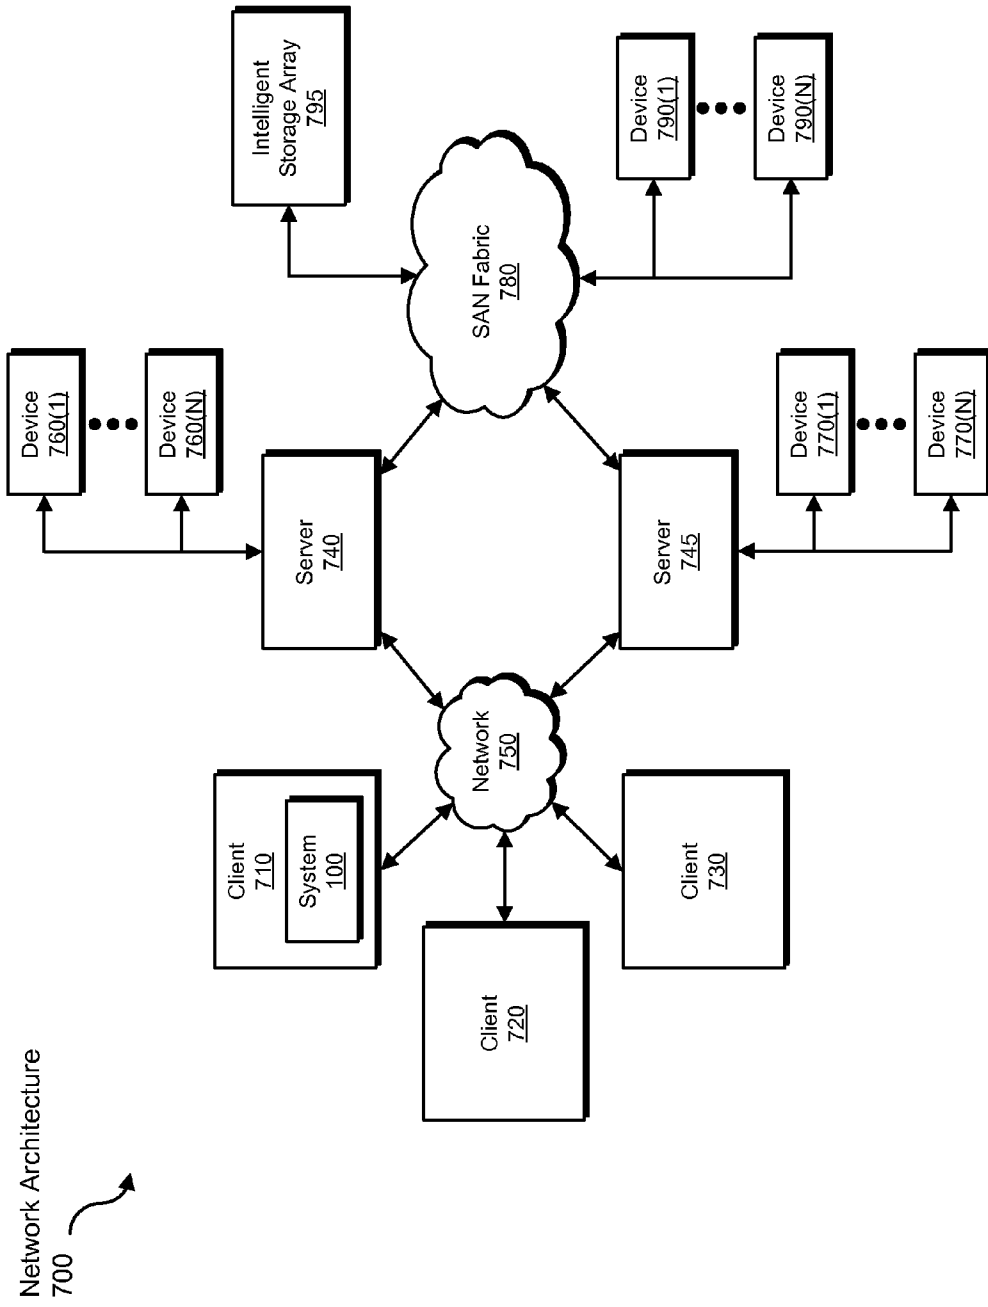 Network Architecture
700
Client
710
System
100
Client
720
Client
730
Network
750
Server
740
Server
745
Device
760(1)
Device
760(N)
Device
770(1)
Device
770(N)
SAN Fabric
780
Intelligent
Storage Array
795
Device
790(1)
Device
790(N)